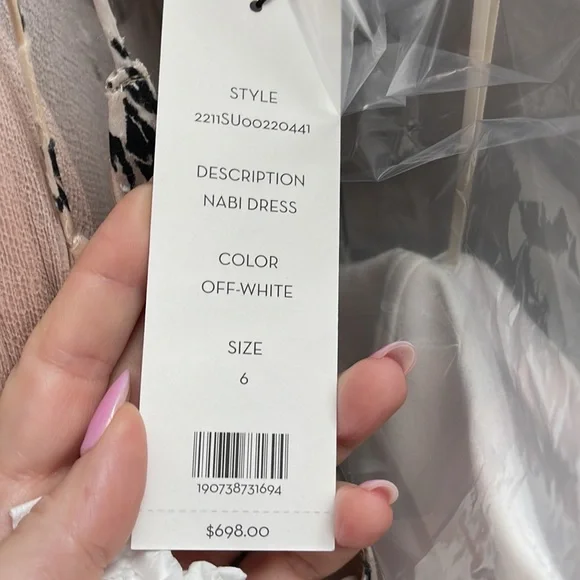 STYLE
2211SU00220441
DESCRIPTION
NABI DRESS
COLOR
OFF-WHITE
SIZE
6
190738731694
$698.00